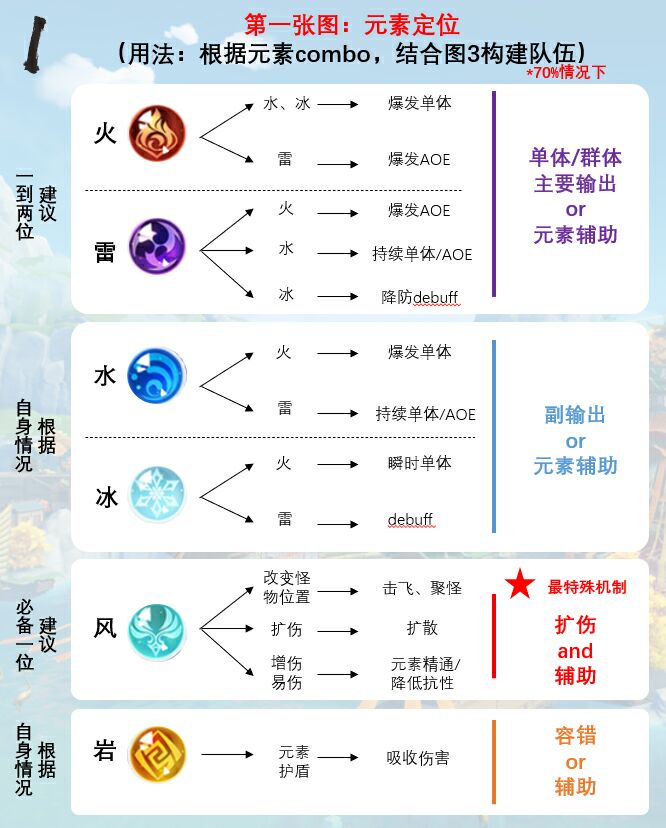 1
第一张图：元素定位
（用法：根据元素combo，结合图3构建队伍）
*70%情况下
建议
一到两位
火
水、冰
爆发单体
雷
爆发AOE
雷
火
爆发AOE
水
持续单体/AOE
冰
降防debuff
单体/群体
主要输出
or
元素辅助
根据
自身情况
水
火
爆发单体
雷
持续单体/AOE
冰
火
瞬时单体
雷
debuff
副输出
or
元素辅助
建议
必备一位
风
改变怪
物位置
击飞、聚怪
扩伤
扩散
增伤
易伤
元素精通/
降低抗性
最特殊机制
扩伤
and
辅助
根据
自身情况
岩
元素
护盾
吸收伤害
容错
or
辅助